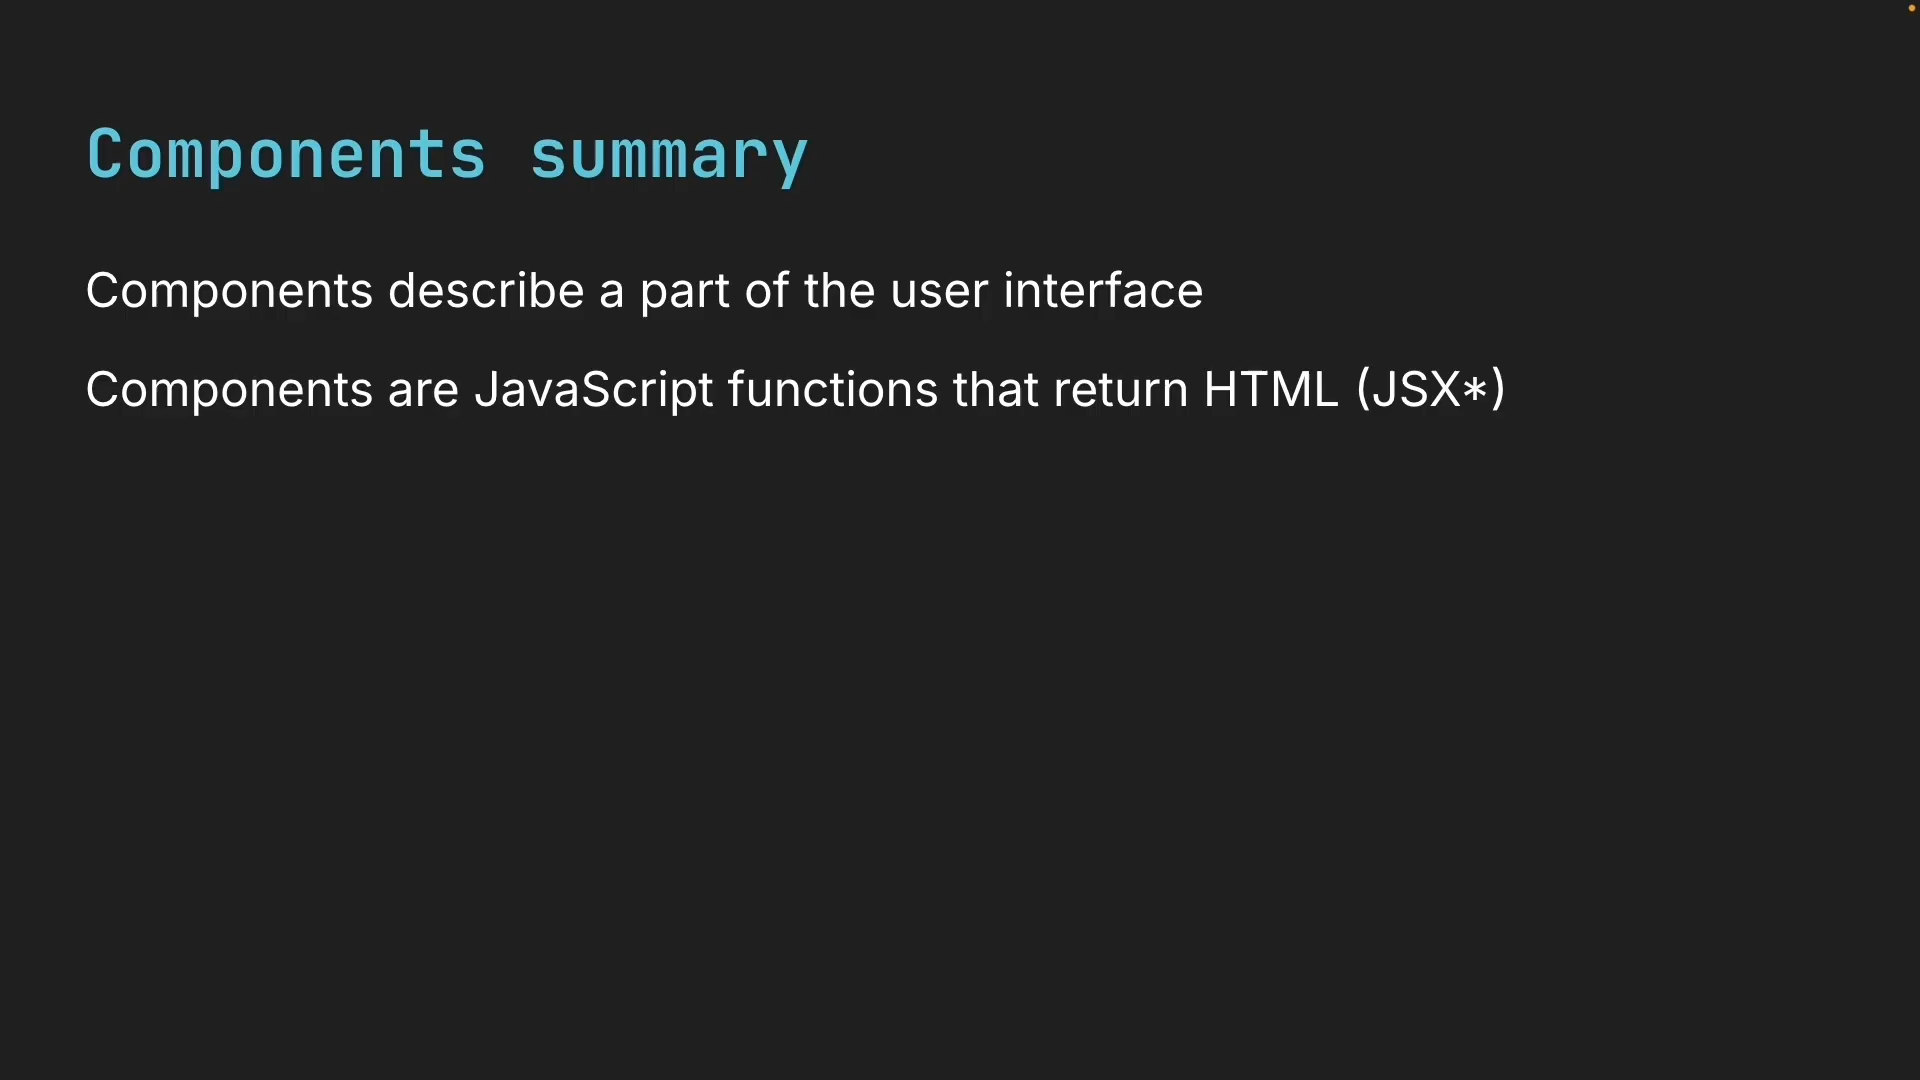 Components summary
Components describe a part of the user interface
Components are JavaScript functions that return HTML (JSX*)